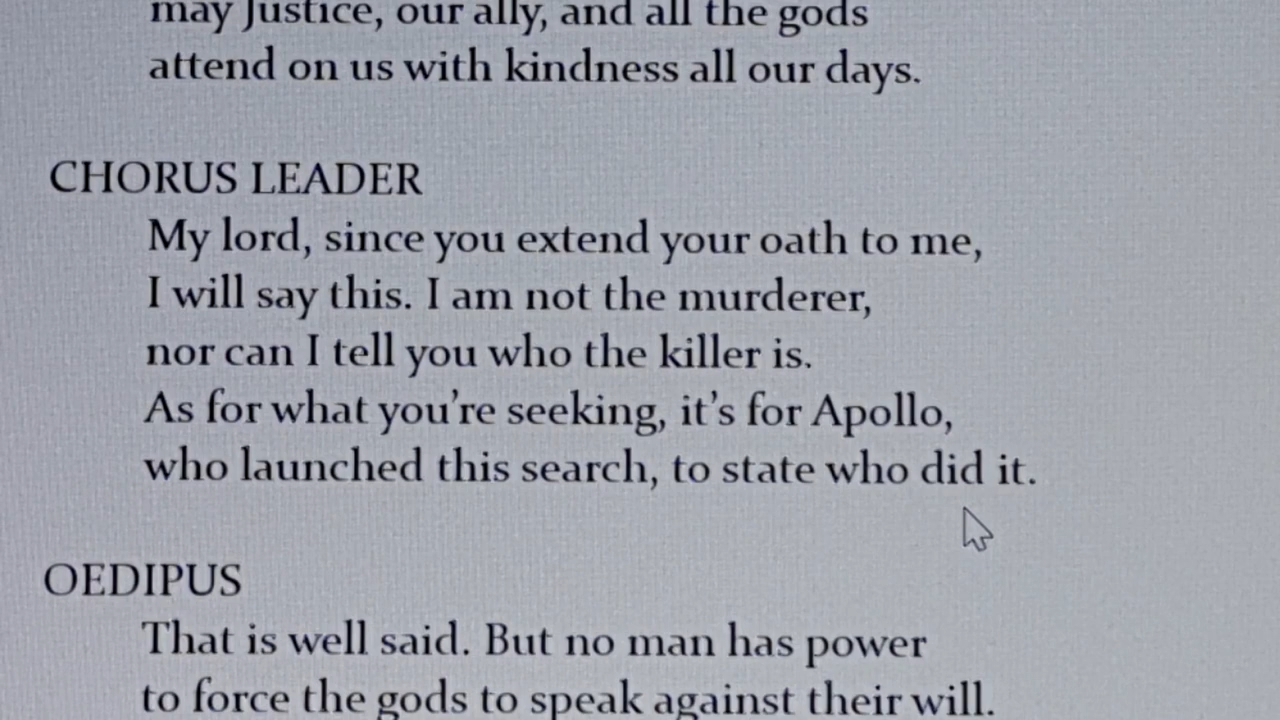 may Justice, our ally, and all the gods
attend on us with kindness all our days.
CHORUS LEADER
My lord, since you extend your oath to me,
I will say this. I am not the murderer,
nor can I tell you who the killer is.
As for what you're seeking, it's for Apollo,
who launched this search, to state who did it.
OEDIPUS
That is well said. But no man has power
to force the gods to speak against their will.